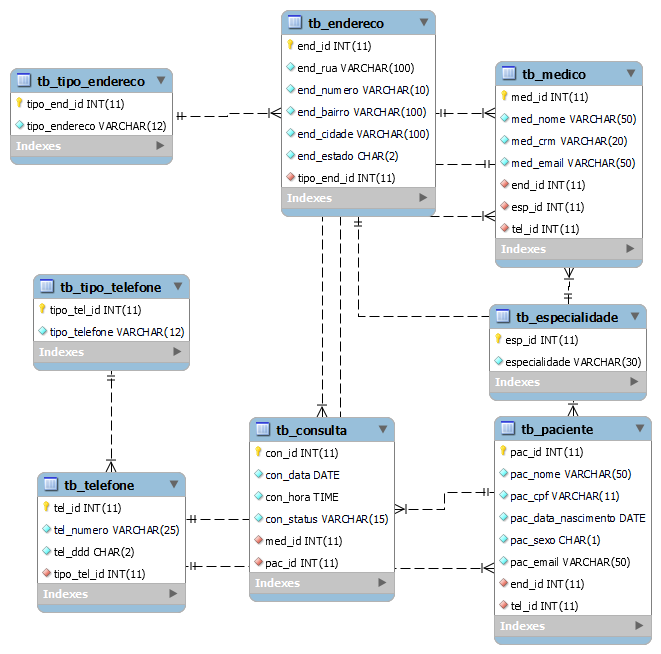 tb_endereco
end_id INT(11)
end_rua VARCHAR(100)
end_numero VARCHAR(10)
end_bairro VARCHAR(100)
end_cidade VARCHAR(100)
end_estado CHAR(2)
tipo_end_id INT(11)
Indexes
tb_tipo_endereco
tipo_end_id INT(11)
tipo_endereco VARCHAR(12)
Indexes
tb_medico
med_id INT(11)
med_nome VARCHAR(50)
med_crm VARCHAR(20)
med_email VARCHAR(50)
end_id INT(11)
esp_id INT(11)
tel_id INT(11)
Indexes
tb_tipo_telefone
tipo_tel_id INT(11)
tipo_telefone VARCHAR(12)
Indexes
tb_especialidade
esp_id INT(11)
especialidade VARCHAR(30)
Indexes
tb_telefone
tel_id INT(11)
tel_numero VARCHAR(25)
tel_ddd CHAR(2)
tipo_tel_id INT(11)
Indexes
tb_consulta
con_id INT(11)
con_data DATE
con_hora TIME
con_status VARCHAR(15)
med_id INT(11)
pac_id INT(11)
Indexes
tb_paciente
pac_id INT(11)
pac_nome VARCHAR(50)
pac_cpf VARCHAR(11)
pac_data_nascimento DATE
pac_sexo CHAR(1)
pac_email VARCHAR(50)
end_id INT(11)
tel_id INT(11)
Indexes